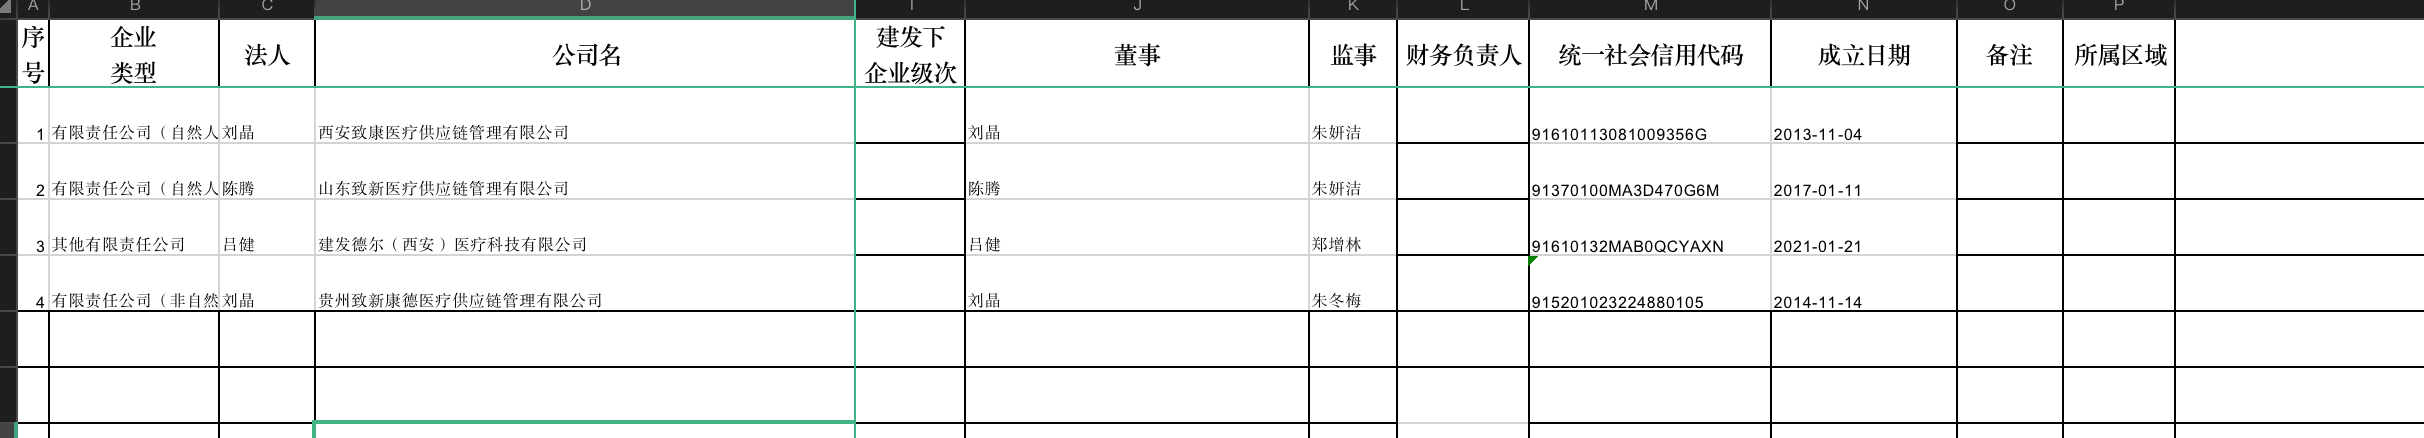 A B C D I J K L M N O P
序号 企业类型 法人 公司名 建发下企业级次 董事 监事 财务负责人 统一社会信用代码 成立日期 备注 所属区域
1 有限责任公司（自然人 刘晶 西安致康医疗供应链管理有限公司 刘晶 朱妍洁 91610113081009356G 2013-11-04
2 有限责任公司（自然人 陈腾 山东致新医疗供应链管理有限公司 陈腾 朱妍洁 91370100MA3D470G6M 2017-01-11
3 其他有限责任公司 吕健 建发德尔（西安）医疗科技有限公司 吕健 郑增林 91610132MAB0QCYAXN 2021-01-21
4 有限责任公司（非自然 刘晶 贵州致新康德医疗供应链管理有限公司 刘晶 朱冬梅 915201023224880105 2014-11-14